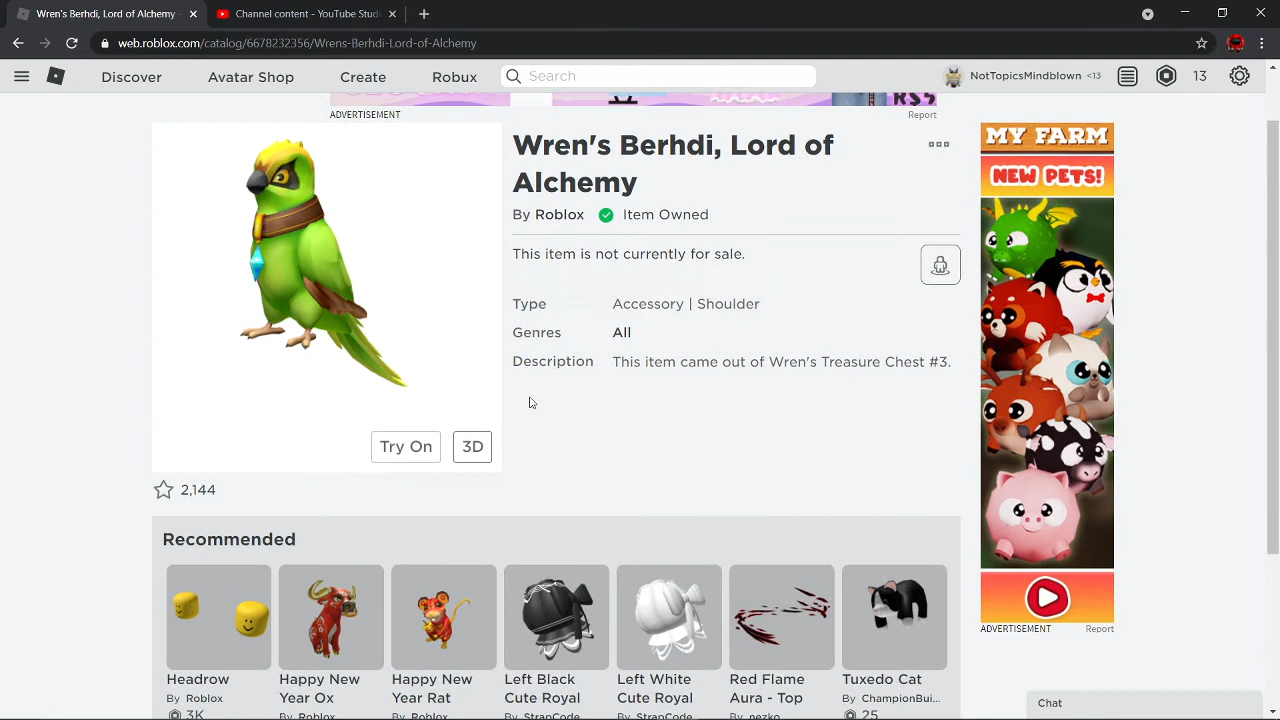 Wren's Berhdi, Lord of Alchemy
Channel content - YouTube Studi
web.roblox.com/catalog/6678232356/Wrens-Berhdi-Lord-of-Alchemy
Discover
Avatar Shop
Create
Robux
Search
NotTopicsMindblown <13
13
ADVERTISEMENT
Report
R$5
Wren's Berhdi, Lord of
Alchemy
By Roblox
Item Owned
This item is not currently for sale.
Type
Accessory | Shoulder
Genres
All
Description
This item came out of Wren's Treasure Chest #3.
Try On
3D
2,144
MY FARM
NEW PETS!
ADVERTISEMENT
Report
Recommended
Headrow
By Roblox
3K
Happy New
Year Ox
By Roblox
Happy New
Year Rat
By Roblox
Left Black
Cute Royal
By StrapCode
Left White
Cute Royal
By StrapCode
Red Flame
Aura - Top
By nezko
Tuxedo Cat
By ChampionBui...
25
Chat